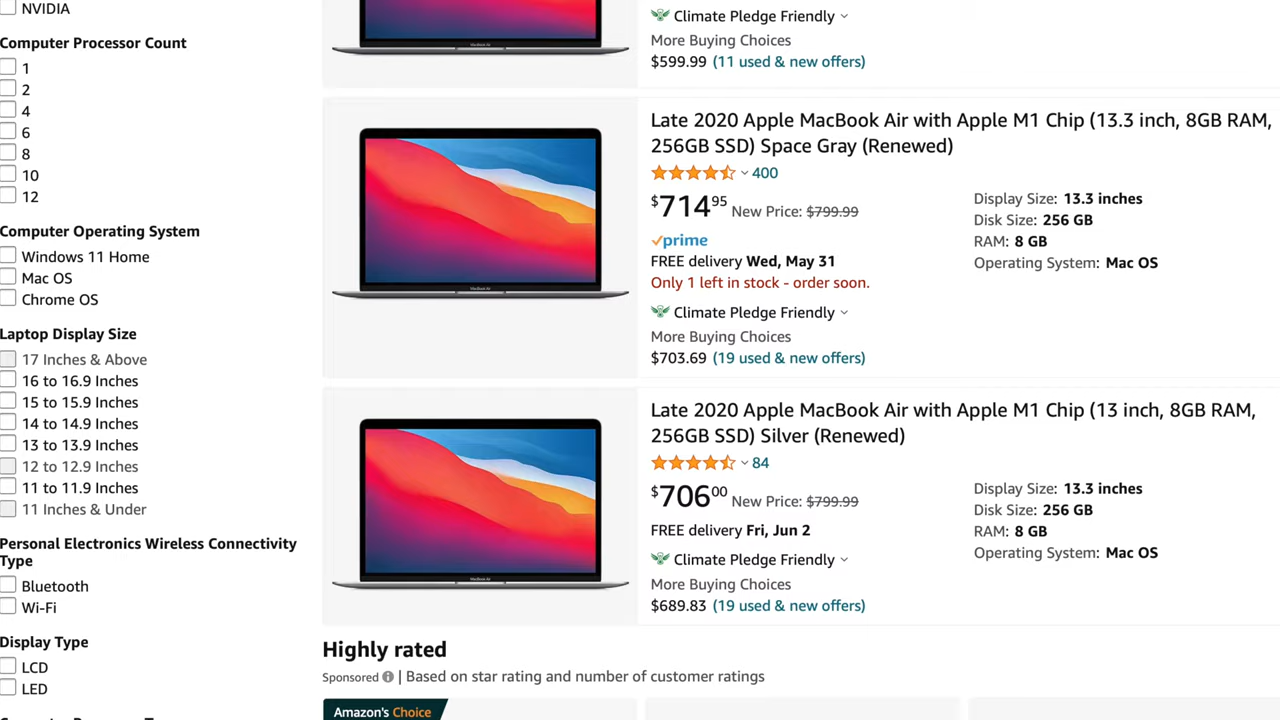 NVIDIA
Computer Processor Count
1
2
4
6
8
10
12
Computer Operating System
Windows 11 Home
Mac OS
Chrome OS
Laptop Display Size
17 Inches & Above
16 to 16.9 Inches
15 to 15.9 Inches
14 to 14.9 Inches
13 to 13.9 Inches
12 to 12.9 Inches
11 to 11.9 Inches
11 Inches & Under
Personal Electronics Wireless Connectivity
Type
Bluetooth
Wi-Fi
Display Type
LCD
LED
Climate Pledge Friendly
More Buying Choices
$599.99 (11 used & new offers)
Late 2020 Apple MacBook Air with Apple M1 Chip (13.3 inch, 8GB RAM,
256GB SSD) Space Gray (Renewed)
400
$714.95 New Price: $799.99
prime
FREE delivery Wed, May 31
Only 1 left in stock - order soon.
Climate Pledge Friendly
More Buying Choices
$703.69 (19 used & new offers)
Display Size: 13.3 inches
Disk Size: 256 GB
RAM: 8 GB
Operating System: Mac OS
Late 2020 Apple MacBook Air with Apple M1 Chip (13 inch, 8GB RAM,
256GB SSD) Silver (Renewed)
84
$706.00 New Price: $799.99
FREE delivery Fri, Jun 2
Climate Pledge Friendly
More Buying Choices
$689.83 (19 used & new offers)
Display Size: 13.3 inches
Disk Size: 256 GB
RAM: 8 GB
Operating System: Mac OS
Highly rated
Sponsored | Based on star rating and number of customer ratings
Amazon's Choice